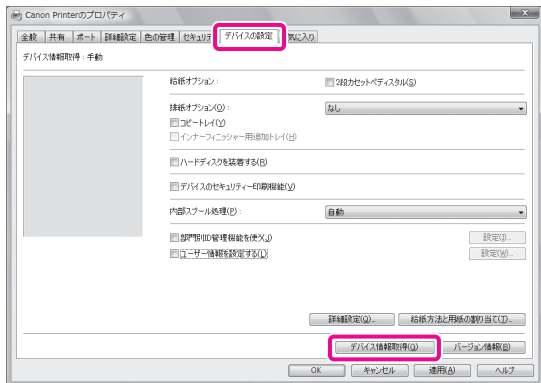 Canon Printerのプロパティ
全般 共有 ポート 詳細設定 色の管理 セキュリテ デバイスの設定 気に入り
デバイス情報取得：手動
給紙オプション：
2段カセットペディスタル(S)
排紙オプション(O)：
なし
コピートレイ(Y)
インナーフィニッシャー用追加トレイ(H)
ハードディスクを装着する(R)
デバイスのセキュリティー印刷機能(V)
内部スプール処理(P)：
自動
部門別ID管理機能を使う(J)
設定(I)...
ユーザー情報を設定する(L):
設定(W)...
詳細設定(Q)...
給紙方法と用紙の割り当て(T)...
デバイス情報取得(G)
バージョン情報(B)
OK
キャンセル
適用(A)
ヘルプ